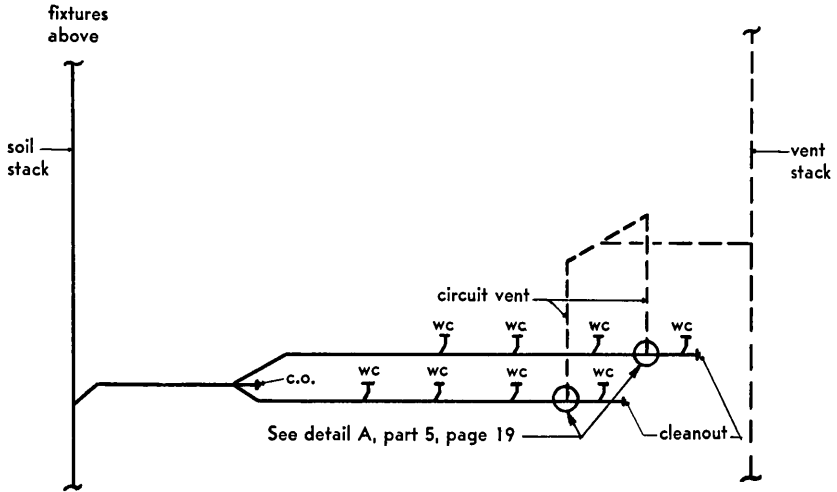 fixtures
above
soil
stack
vent
stack
circuit vent
wc wc wc wc
c.o.
wc wc wc wc
See detail A, part 5, page 19
cleanout